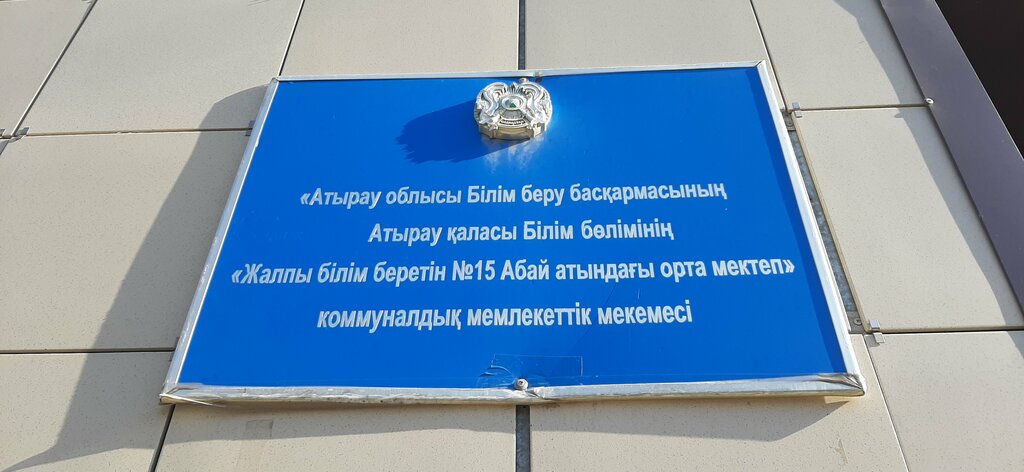 «Атырау облысы Білім беру басқармасының
Атырау қаласы Білім бөлімінің
«Жалпы білім беретін №15 Абай атындағы орта мектеп»
коммуналдық мемлекеттік мекемесі